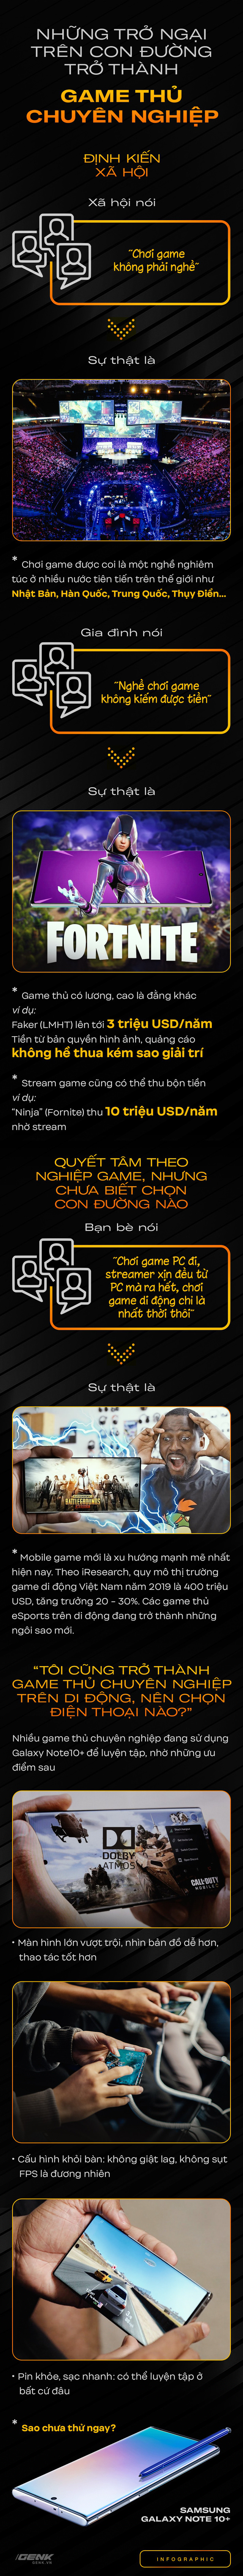 NHỮNG TRỞ NGẠI
TRÊN CON ĐƯỜNG
TRỞ THÀNH
GAME THỦ
CHUYÊN NGHIỆP
ĐỊNH KIẾN
XÃ HỘI
Xã hội nói
"Chơi game
không phải nghề"
Sự thật là
* Chơi game được coi là một nghề nghiêm
túc ở nhiều nước tiên tiến trên thế giới như
Nhật Bản, Hàn Quốc, Trung Quốc, Thụy Điển...
Gia đình nói
"Nghề chơi game
không kiếm được tiền"
Sự thật là
FORTNITE
* Game thủ có lương, cao là đằng khác
ví dụ:
Faker (LMHT) lên tới 3 triệu USD/năm
Tiền từ bản quyền hình ảnh, quảng cáo
không hề thua kém sao giải trí
* Stream game cũng có thể thu bộn tiền
ví dụ:
"Ninja" (Fornite) thu 10 triệu USD/năm
nhờ stream
QUYẾT TÂM THEO
NGHIỆP GAME, NHƯNG
CHƯA BIẾT CHỌN
CON ĐƯỜNG NÀO
Bạn bè nói
"Chơi game PC đi,
streamer xịn đều từ
PC mà ra hết, chơi
game di động chỉ là
nhất thời thôi"
Sự thật là
BATTLEGROUNDS
* Mobile game mới là xu hướng mạnh mẽ nhất
hiện nay. Theo iResearch, quy mô thị trường
game di động Việt Nam năm 2019 là 400 triệu
USD, tăng trưởng 20 - 30%. Các game thủ
eSports trên di động đang trở thành những
ngôi sao mới.
"TÔI CŨNG TRỞ THÀNH
GAME THỦ CHUYÊN NGHIỆP
TRÊN DI ĐỘNG, NÊN CHỌN
ĐIỆN THOẠI NÀO?"
Nhiều game thủ chuyên nghiệp đang sử dụng
Galaxy Note10+ để luyện tập, nhờ những ưu
điểm sau
DOLBY
ATMOS
CALL OF DUTY
MOBILE
• Màn hình lớn vượt trội, nhìn bản đồ dễ hơn,
thao tác tốt hơn
• Cấu hình khỏi bàn: không giật lag, không sụt
FPS là đương nhiên
• Pin khỏe, sạc nhanh: có thể luyện tập ở
bất cứ đâu
* Sao chưa thử ngay?
SAMSUNG
GALAXY NOTE 10+
GENK
GENK.VN
INFOGRAPHIC